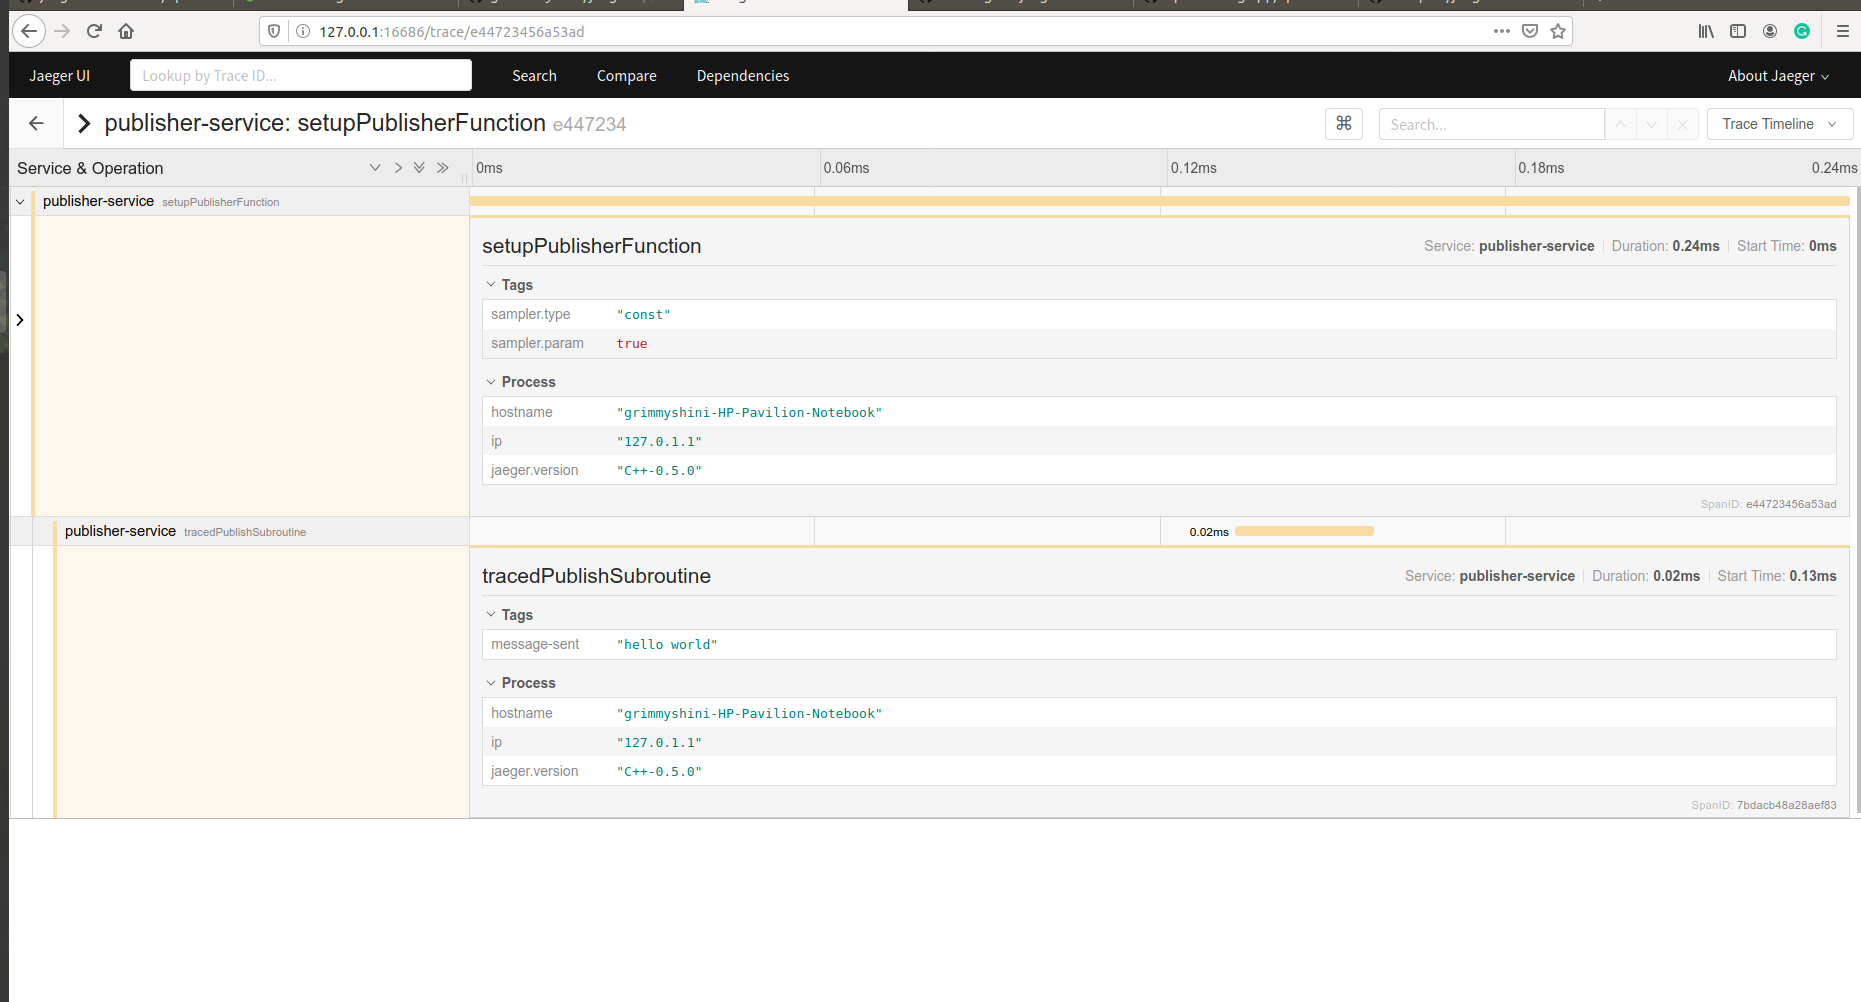 127.0.0.1:16686/trace/e44723456a53ad
Jaeger UI Lookup by Trace ID... Search Compare Dependencies About Jaeger
publisher-service: setupPublisherFunction e447234 ⌘ Search... Trace Timeline
Service & Operation 0ms 0.06ms 0.12ms 0.18ms 0.24ms
publisher-service setupPublisherFunction
setupPublisherFunction Service: publisher-service Duration: 0.24ms Start Time: 0ms
Tags
sampler.type "const"
sampler.param true
Process
hostname "grimmyshini-HP-Pavilion-Notebook"
ip "127.0.1.1"
jaeger.version "C++-0.5.0"
SpanID: e44723456a53ad
publisher-service tracedPublishSubroutine 0.02ms
tracedPublishSubroutine Service: publisher-service Duration: 0.02ms Start Time: 0.13ms
Tags
message-sent "hello world"
Process
hostname "grimmyshini-HP-Pavilion-Notebook"
ip "127.0.1.1"
jaeger.version "C++-0.5.0"
SpanID: 7bdacb48a28aef83